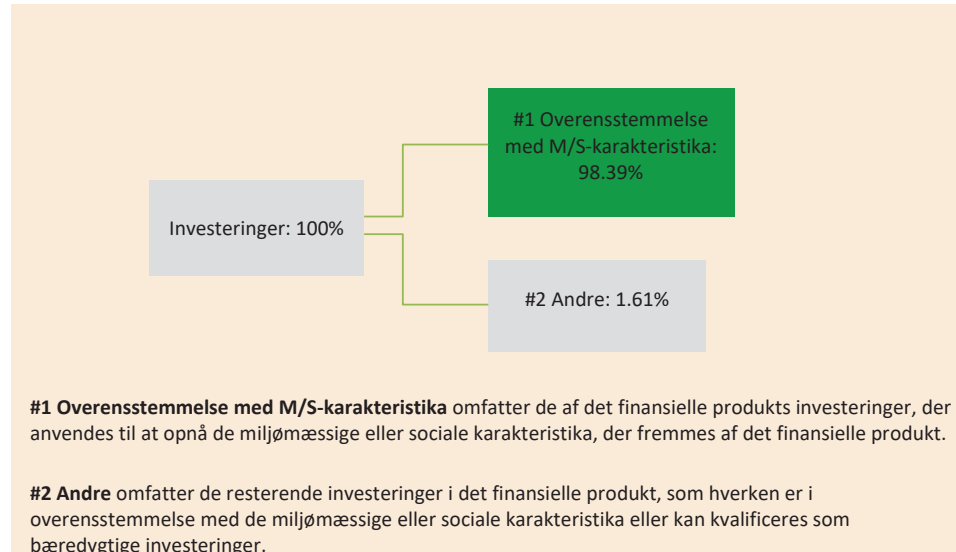 #1 Overensstemmelse
med M/S-karakteristika:
98.39%
Investeringer: 100%
#2 Andre: 1.61%
#1 Overensstemmelse med M/S-karakteristika omfatter de af det finansielle produkts investeringer, der
anvendes til at opnå de miljømæssige eller sociale karakteristika, der fremmes af det finansielle produkt.
#2 Andre omfatter de resterende investeringer i det finansielle produkt, som hverken er i
overensstemmelse med de miljømæssige eller sociale karakteristika eller kan kvalificeres som
bæredygtige investeringer.